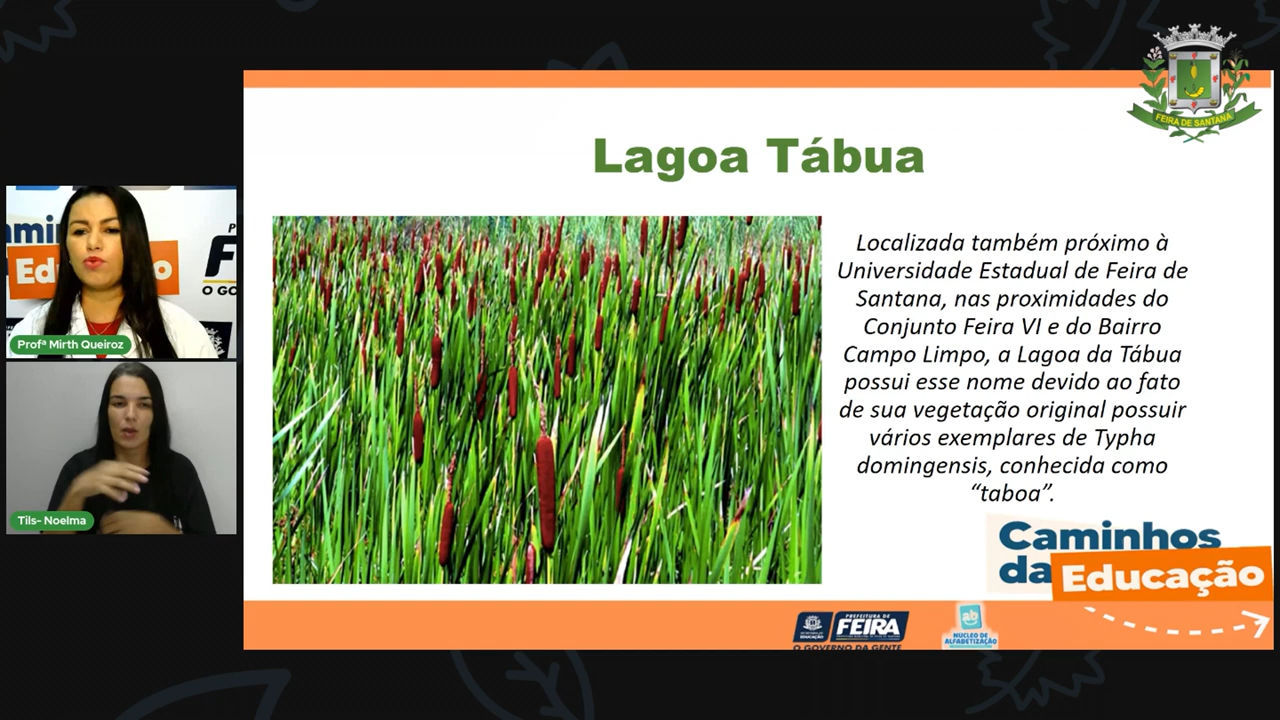 FEIRA DE SANTANA
Lagoa Tábua
Localizada também próximo à
Universidade Estadual de Feira de
Santana, nas proximidades do
Conjunto Feira VI e do Bairro
Campo Limpo, a Lagoa da Tábua
possui esse nome devido ao fato
de sua vegetação original possuir
vários exemplares de Typha
domingensis, conhecida como
“taboa”.
Profª Mirth Queiroz
Tils- Noelma
Caminhos
da Educação
PREFEITURA DE
FEIRA
O GOVERNO DA GENTE
ab
NÚCLEO DE
ALFABETIZAÇÃO